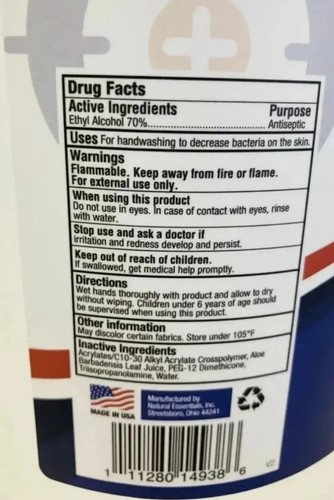 Drug Facts
Active Ingredients Purpose
Ethyl Alcohol 70%.......................................... Antiseptic
Uses For handwashing to decrease bacteria on the skin.
Warnings
Flammable. Keep away from fire or flame.
For external use only.
When using this product
Do not use in eyes. In case of contact with eyes, rinse
with water.
Stop use and ask a doctor if
irritation and redness develop and persist.
Keep out of reach of children.
If swallowed, get medical help promptly.
Directions
Wet hands thoroughly with product and allow to dry
without wiping. Children under 6 years of age should
be supervised when using this product.
Other information
May discolor certain fabrics. Store under 105°F
Inactive Ingredients
Acrylates/C10-30 Alkyl Acrylate Crosspolymer, Aloe
Barbadensis Leaf Juice, PEG-12 Dimethicone,
Triisopropanolamine, Water.
MADE IN USA
Manufactured by
Natural Essentials, Inc.
Streetsboro, Ohio 44241
1 11280 14938 6
V2